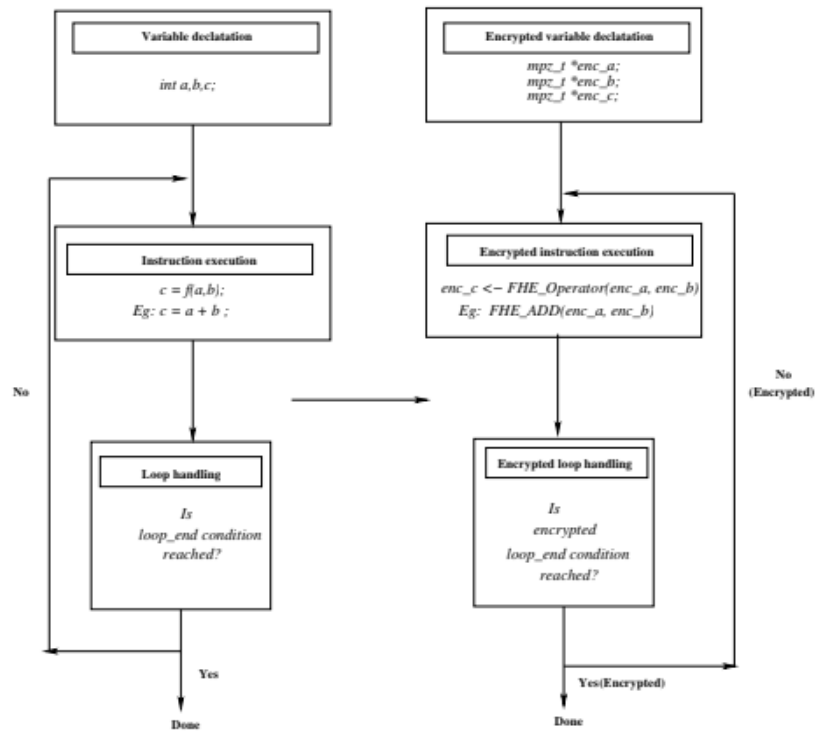 Variable declatation
int a,b,c;
Instruction execution
c = f(a,b);
Eg: c = a + b ;
No
Loop handling
Is
loop_end condition
reached?
Yes
Done
Encrypted variable declatation
mpz_t *enc_a;
mpz_t *enc_b;
mpz_t *enc_c;
Encrypted instruction execution
enc_c <- FHE_Operator(enc_a, enc_b)
Eg: FHE_ADD(enc_a, enc_b)
No
(Encrypted)
Encrypted loop handling
Is
encrypted
loop_end condition
reached?
Yes(Encrypted)
Done